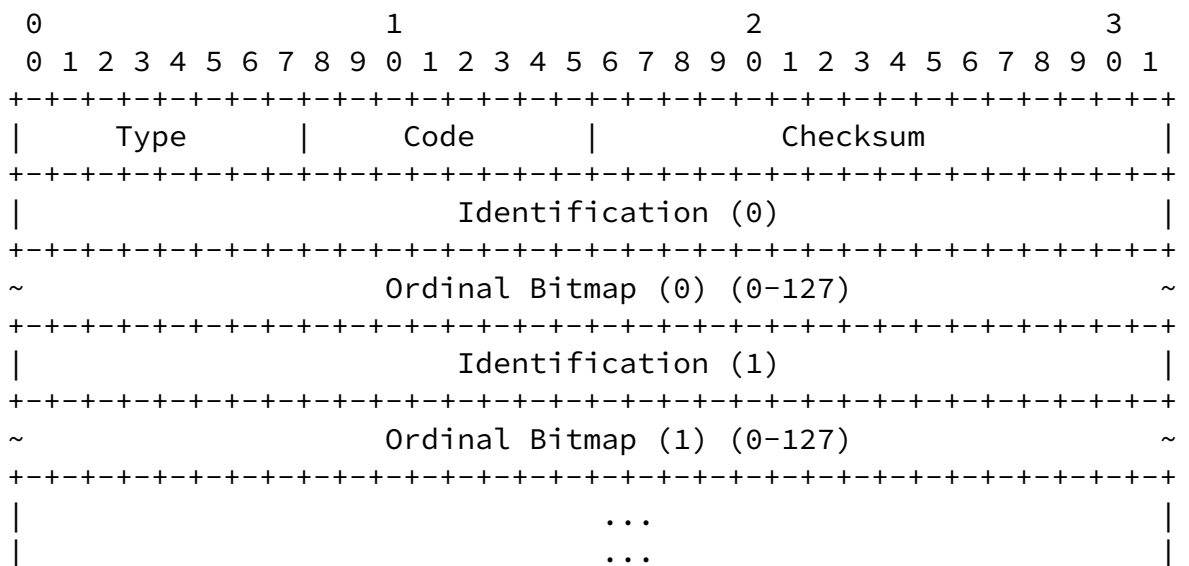 0                   1                   2                   3
 0 1 2 3 4 5 6 7 8 9 0 1 2 3 4 5 6 7 8 9 0 1 2 3 4 5 6 7 8 9 0 1
+-+-+-+-+-+-+-+-+-+-+-+-+-+-+-+-+-+-+-+-+-+-+-+-+-+-+-+-+-+-+-+-+
|     Type      |     Code      |          Checksum             |
+-+-+-+-+-+-+-+-+-+-+-+-+-+-+-+-+-+-+-+-+-+-+-+-+-+-+-+-+-+-+-+-+
|                        Identification (0)                     |
+-+-+-+-+-+-+-+-+-+-+-+-+-+-+-+-+-+-+-+-+-+-+-+-+-+-+-+-+-+-+-+-+
~                    Ordinal Bitmap (0) (0-127)                 ~
+-+-+-+-+-+-+-+-+-+-+-+-+-+-+-+-+-+-+-+-+-+-+-+-+-+-+-+-+-+-+-+-+
|                        Identification (1)                     |
+-+-+-+-+-+-+-+-+-+-+-+-+-+-+-+-+-+-+-+-+-+-+-+-+-+-+-+-+-+-+-+-+
~                    Ordinal Bitmap (1) (0-127)                 ~
+-+-+-+-+-+-+-+-+-+-+-+-+-+-+-+-+-+-+-+-+-+-+-+-+-+-+-+-+-+-+-+-+
|                                ...                            |
|                                ...                            |